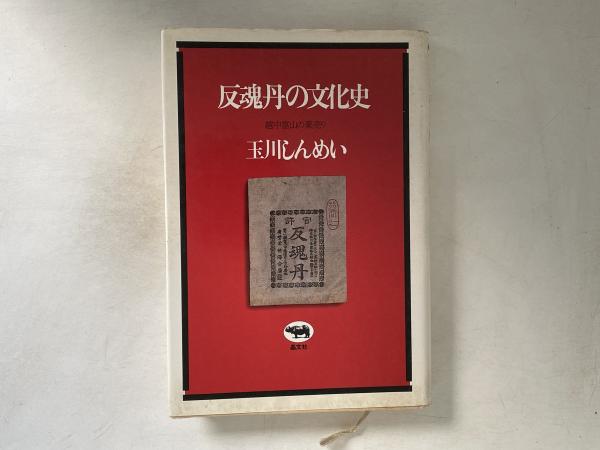 反魂丹の文化史
越中富山の薬売り
玉川しんめい
官許
反魂丹
晶文社